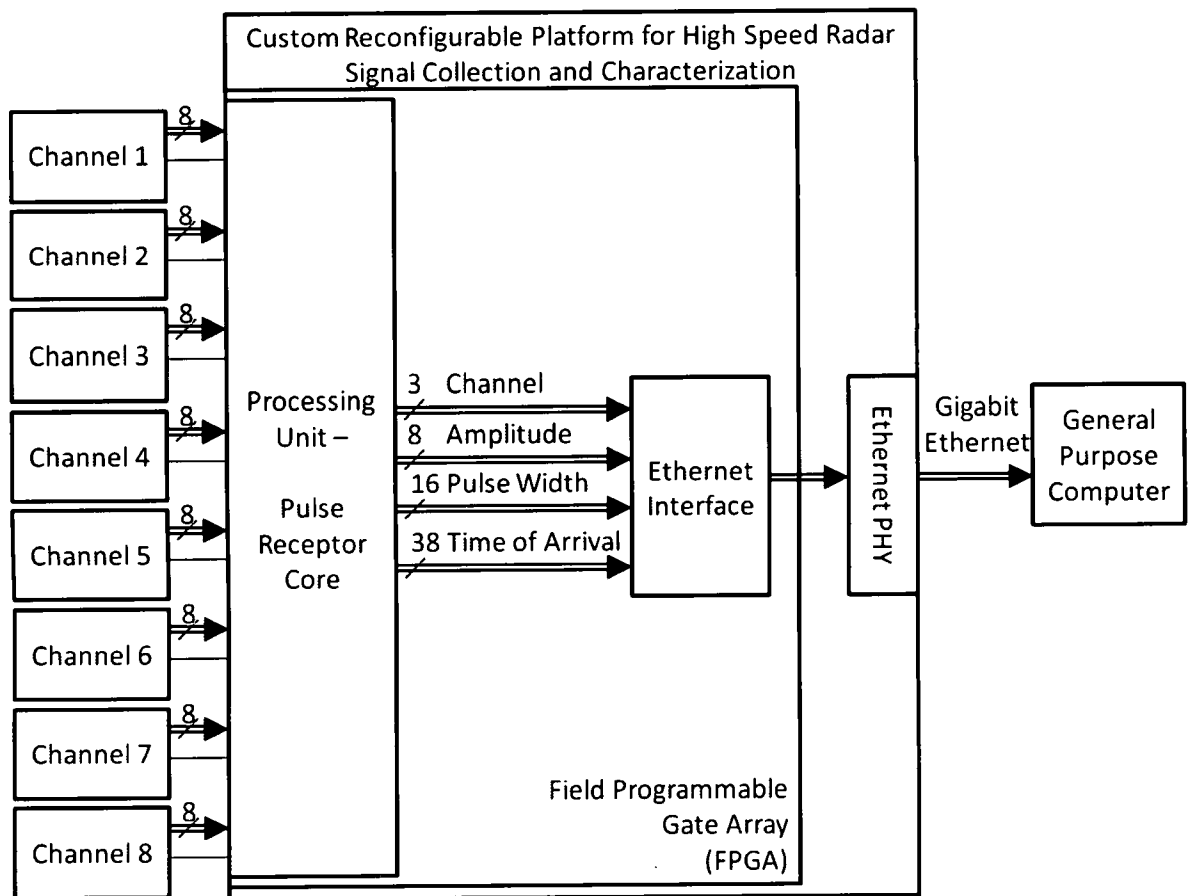 Custom Reconfigurable Platform for High Speed Radar
Signal Collection and Characterization
8
Channel 1
8
Channel 2
8
Channel 3
8
Channel 4
8
Channel 5
8
Channel 6
8
Channel 7
8
Channel 8
Processing
Unit –
Pulse
Receptor
Core
3 Channel
8 Amplitude
16 Pulse Width
38 Time of Arrival
Ethernet
Interface
Ethernet PHY
Gigabit
Ethernet
General
Purpose
Computer
Field Programmable
Gate Array
(FPGA)